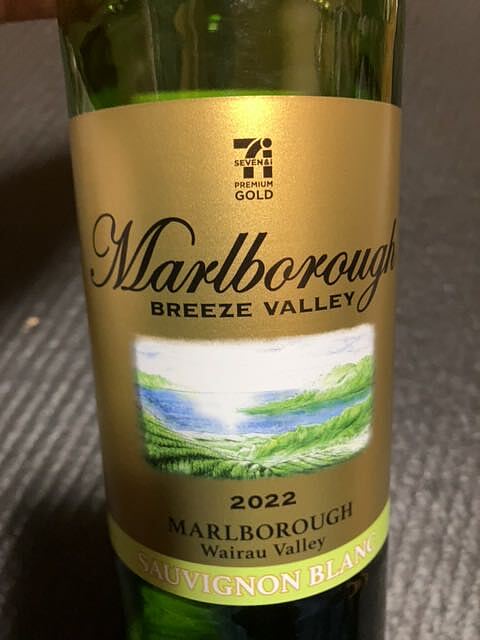 7i
SEVEN&i
PREMIUM
GOLD
Marlborough
BREEZE VALLEY
2022
MARLBOROUGH
Wairau Valley
SAUVIGNON BLANC